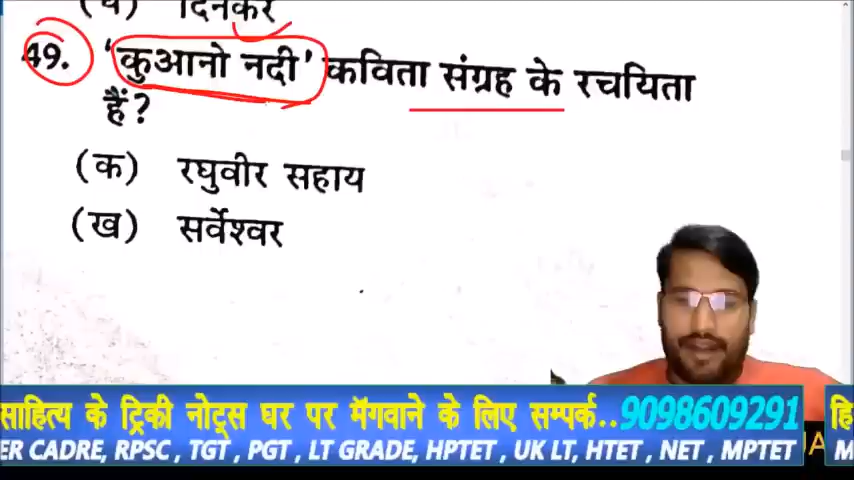 (घ) दिनकर
49. 'कुआनो नदी' कविता संग्रह के रचयिता
हैं?
(क) रघुवीर सहाय
(ख) सर्वेश्वर
साहित्य के ट्रिकी नोट्स घर पर मँगवाने के लिए सम्पर्क..9098609291 हि
ER CADRE, RPSC , TGT , PGT , LT GRADE, HPTET , UK LT, HTET , NET , MPTET